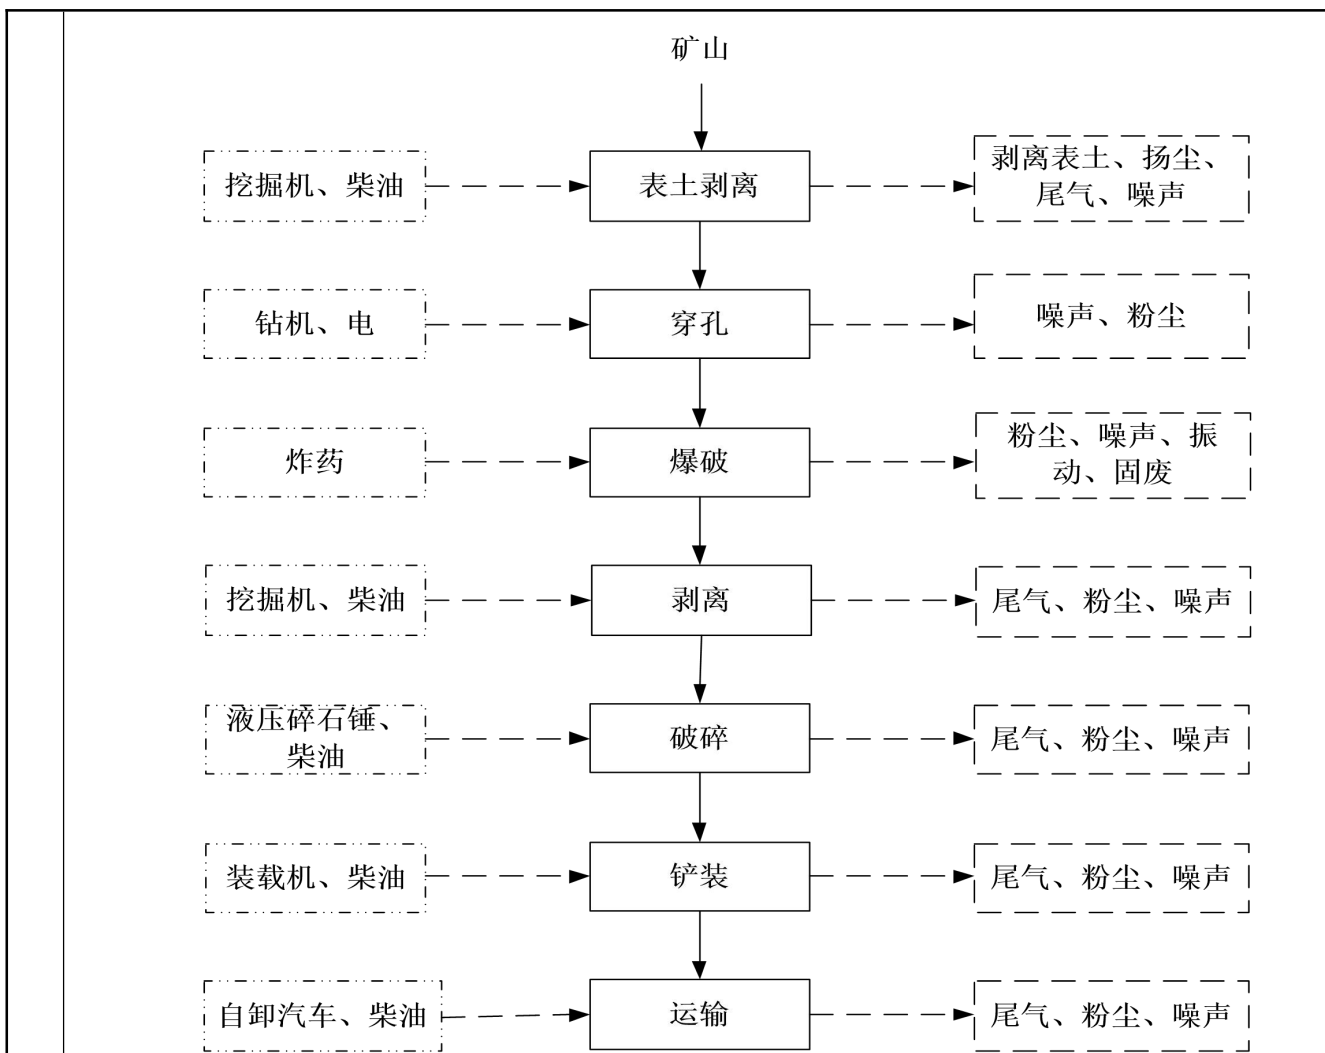 矿山
挖掘机、柴油
表土剥离
剥离表土、扬尘、
尾气、噪声
钻机、电
穿孔
噪声、粉尘
炸药
爆破
粉尘、噪声、振
动、固废
挖掘机、柴油
剥离
尾气、粉尘、噪声
液压碎石锤、
柴油
破碎
尾气、粉尘、噪声
装载机、柴油
铲装
尾气、粉尘、噪声
自卸汽车、柴油
运输
尾气、粉尘、噪声